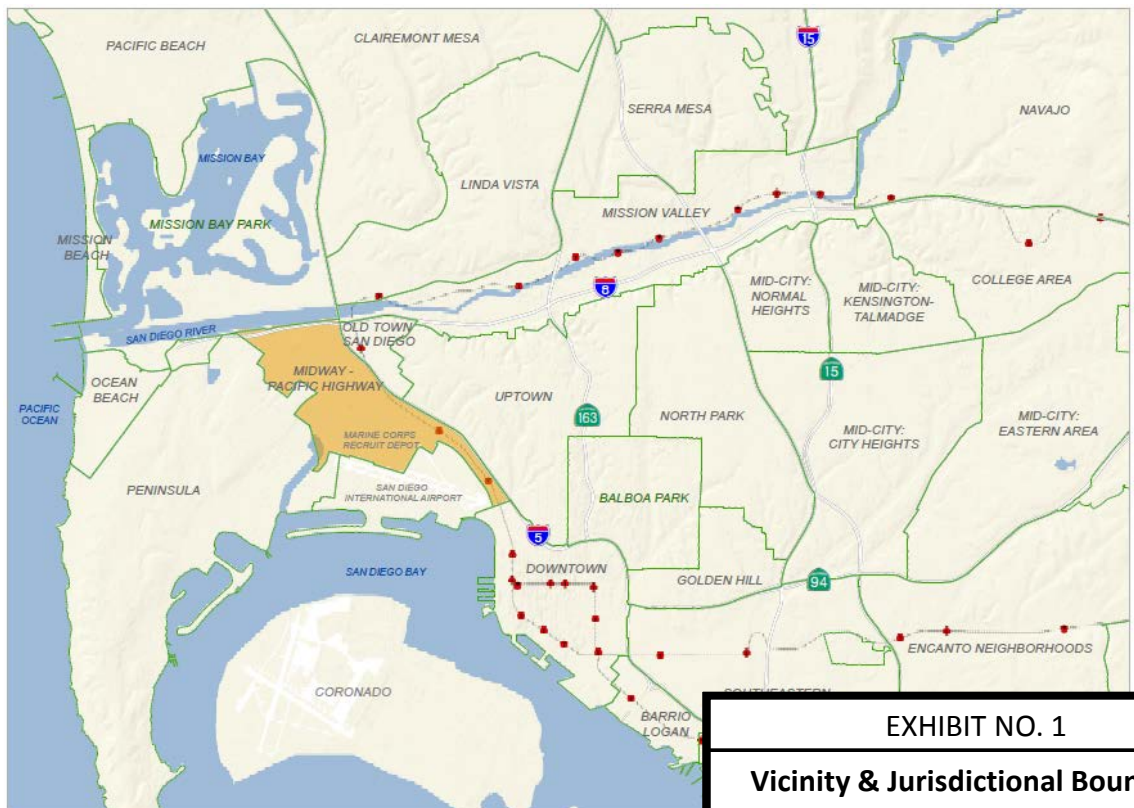 PACIFIC BEACH
CLAIREMONT MESA
15
SERRA MESA
NAVAJO
MISSION BAY
LINDA VISTA
MISSION VALLEY
MISSION BAY PARK
MISSION
BEACH
8
MID-CITY:
NORMAL
HEIGHTS
MID-CITY:
KENSINGTON-
TALMADGE
COLLEGE AREA
SAN DIEGO RIVER
OLD TOWN
SAN DIEGO
OCEAN
BEACH
MIDWAY -
PACIFIC HIGHWAY
UPTOWN
15
PACIFIC
OCEAN
163
NORTH PARK
MID-CITY:
CITY HEIGHTS
MID-CITY:
EASTERN AREA
MARINE CORPS
RECRUIT DEPOT
PENINSULA
SAN DIEGO
INTERNATIONAL AIRPORT
BALBOA PARK
5
SAN DIEGO BAY
DOWNTOWN
GOLDEN HILL
94
ENCANTO NEIGHBORHOODS
CORONADO
BARRIO
LOGAN
EXHIBIT NO. 1
Vicinity & Jurisdictional Boun